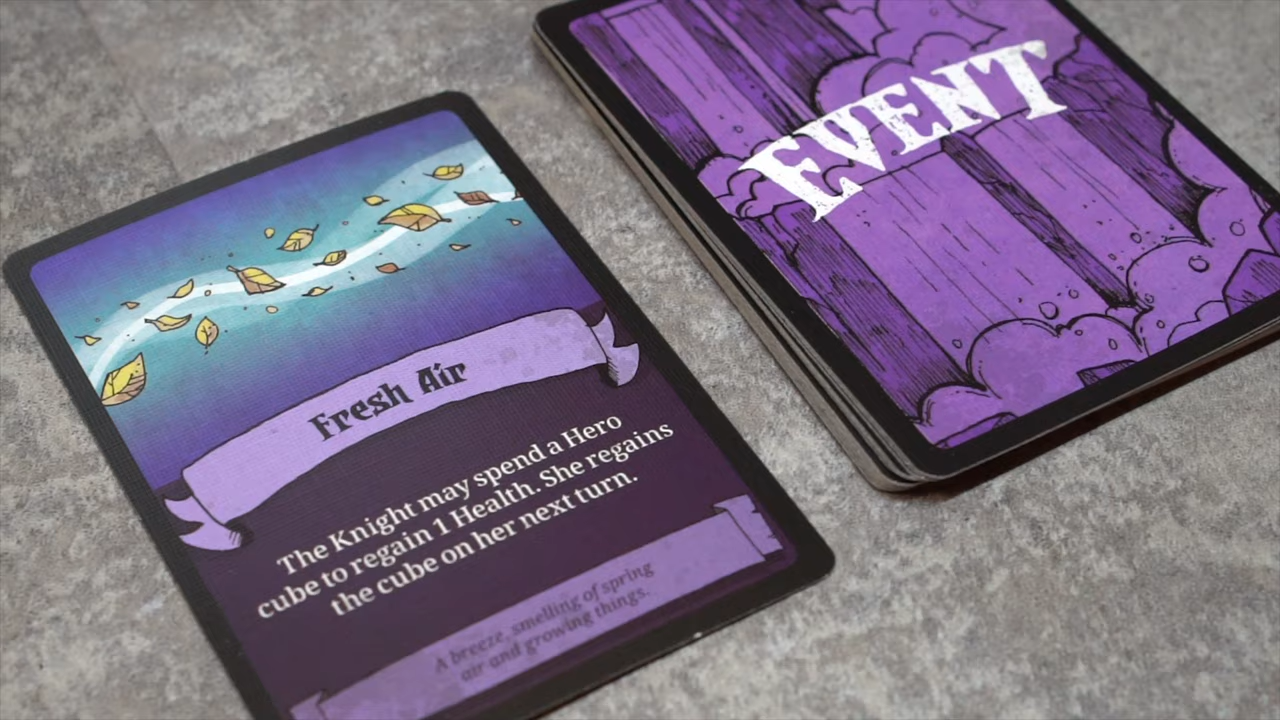 Fresh Air
The Knight may spend a Hero
cube to regain 1 Health. She regains
the cube on her next turn.
A breeze, smelling of spring
air and growing things.
EVENT